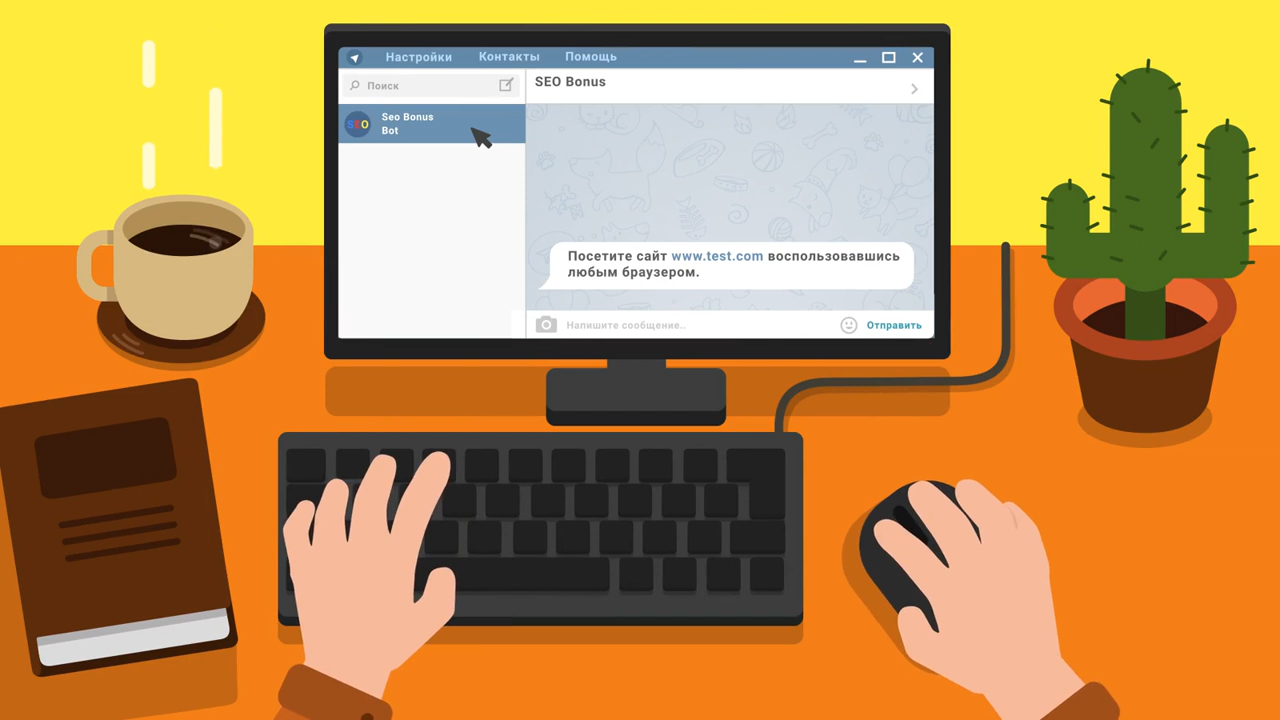 Настройки Контакты Помощь
Поиск
SEO Bonus
SEO
Seo Bonus
Bot
Посетите сайт www.test.com воспользовавшись
любым браузером.
Напишите сообщение..
Отправить